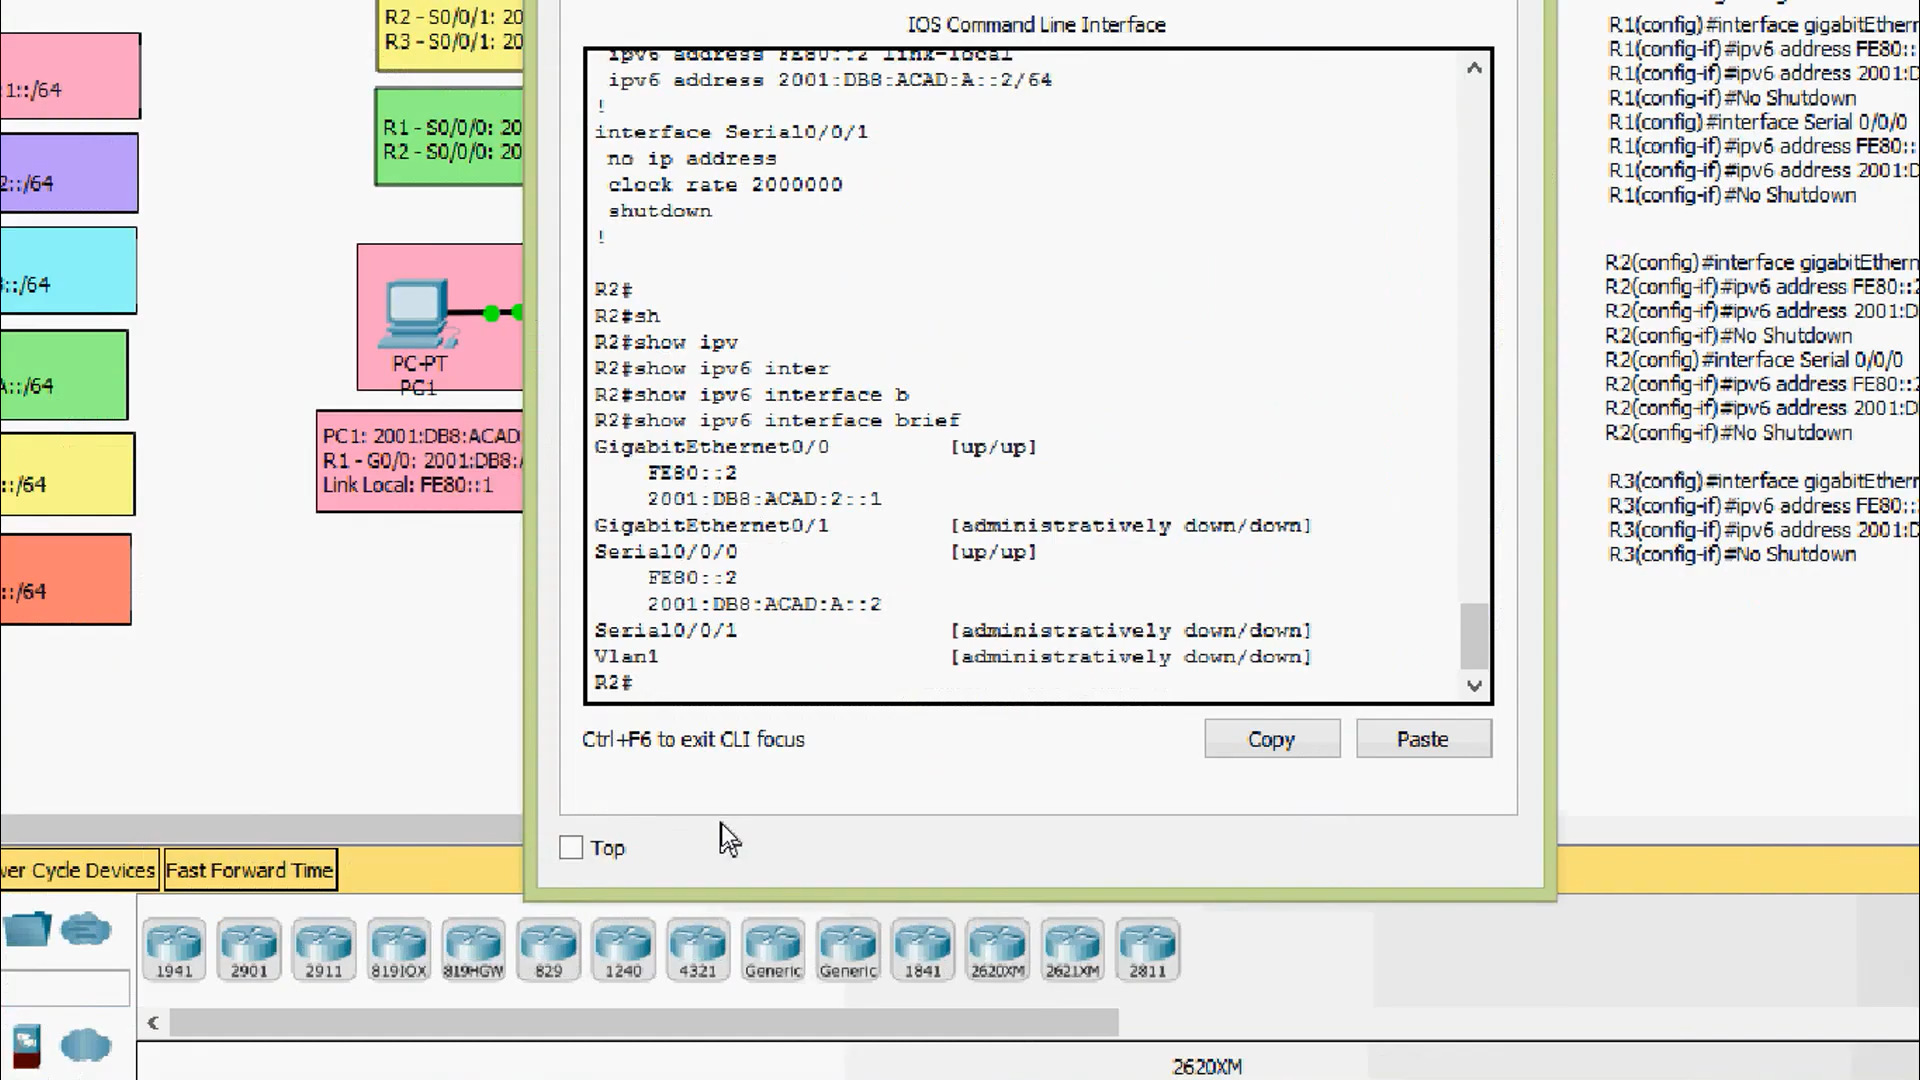 1::/64
2::/64
3::/64
A::/64
::/64
::/64
R2 - S0/0/1: 20
R3 - S0/0/1: 20
R1 - S0/0/0: 20
R2 - S0/0/0: 20
PC-PT
PC1
PC1: 2001:DB8:ACAD
R1 - G0/0: 2001:DB8:
Link Local: FE80::1
IOS Command Line Interface
ipv6 address FE80::2 link-local
ipv6 address 2001:DB8:ACAD:A::2/64
!
interface Serial0/0/1
no ip address
clock rate 2000000
shutdown
!
R2#
R2#sh
R2#show ipv
R2#show ipv6 inter
R2#show ipv6 interface b
R2#show ipv6 interface brief
GigabitEthernet0/0 [up/up]
FE80::2
2001:DB8:ACAD:2::1
GigabitEthernet0/1 [administratively down/down]
Serial0/0/0 [up/up]
FE80::2
2001:DB8:ACAD:A::2
Serial0/0/1 [administratively down/down]
Vlan1 [administratively down/down]
R2#
Ctrl+F6 to exit CLI focus
Copy
Paste
Top
R1(config)#interface gigabitEthern
R1(config-if)#ipv6 address FE80::
R1(config-if)#ipv6 address 2001:D
R1(config-if)#No Shutdown
R1(config)#interface Serial 0/0/0
R1(config-if)#ipv6 address FE80::
R1(config-if)#ipv6 address 2001:D
R1(config-if)#No Shutdown
R2(config)#interface gigabitEthern
R2(config-if)#ipv6 address FE80::2
R2(config-if)#ipv6 address 2001:D
R2(config-if)#No Shutdown
R2(config)#interface Serial 0/0/0
R2(config-if)#ipv6 address FE80::2
R2(config-if)#ipv6 address 2001:D
R2(config-if)#No Shutdown
R3(config)#interface gigabitEthern
R3(config-if)#ipv6 address FE80::
R3(config-if)#ipv6 address 2001:D
R3(config-if)#No Shutdown
wer Cycle Devices
Fast Forward Time
1941
2901
2911
819IOX
819HGW
829
1240
4321
Generic
Generic
1841
2620XM
2621XM
2811
2620XM